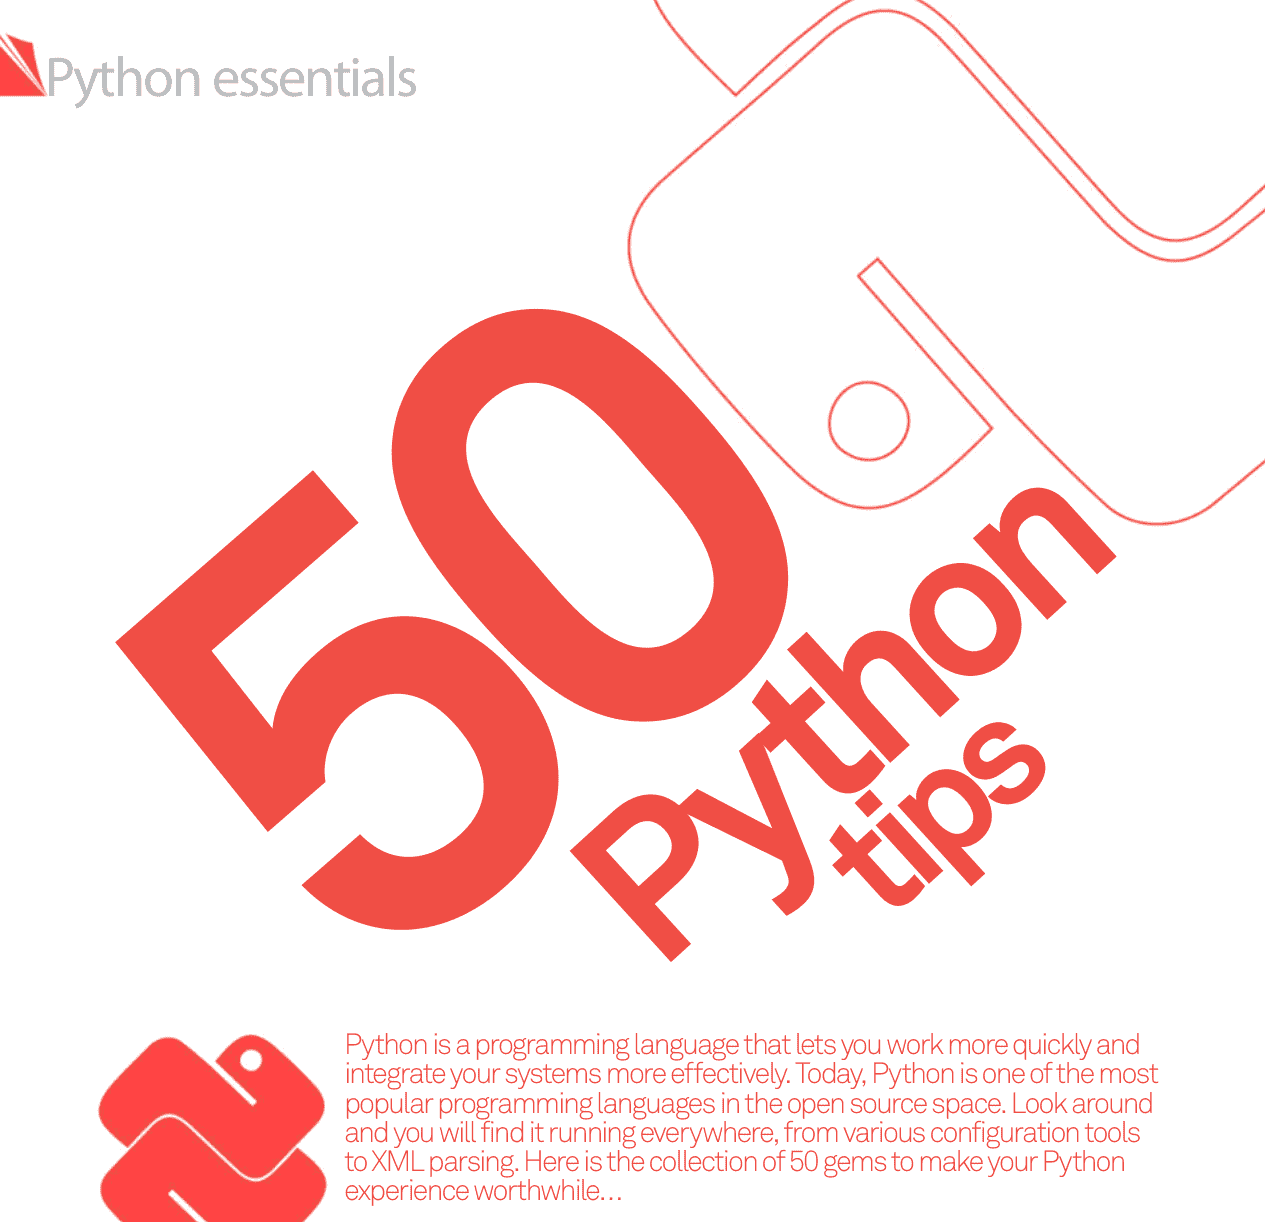 Python essentials
50
Python
tips
Python is a programming language that lets you work more quickly and
integrate your systems more effectively. Today, Python is one of the most
popular programming languages in the open source space. Look around
and you will find it running everywhere, from various configuration tools
to XML parsing. Here is the collection of 50 gems to make your Python
experience worthwhile…